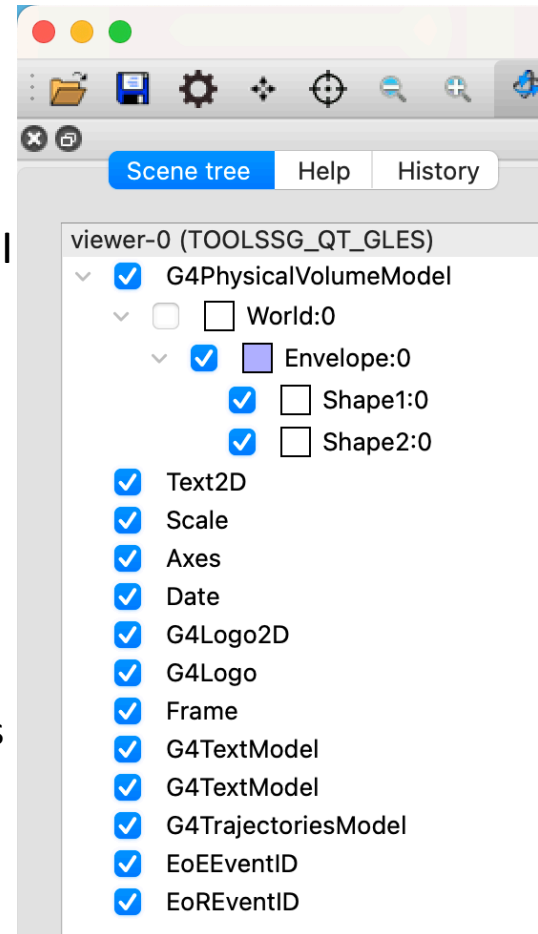 Scene tree Help History
l
viewer-0 (TOOLSSG_QT_GLES)
G4PhysicalVolumeModel
World:0
Envelope:0
Shape1:0
Shape2:0
Text2D
Scale
Axes
Date
G4Logo2D
G4Logo
Frame
s
G4TextModel
G4TextModel
G4TrajectoriesModel
EoEEventID
EoREventID